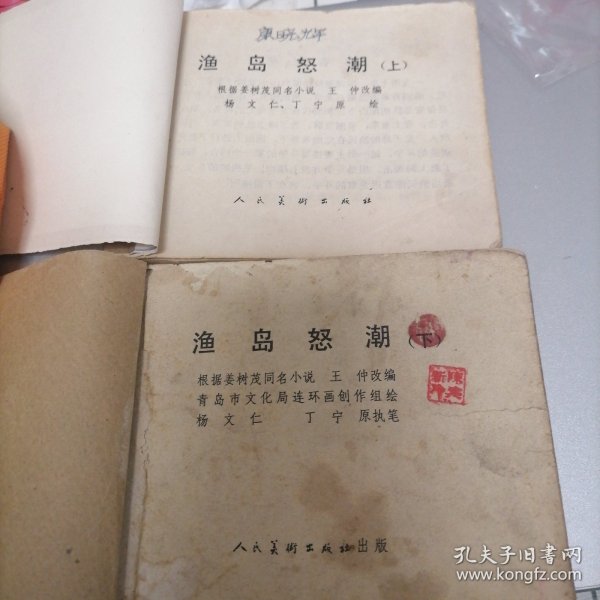 渔岛怒潮(上)
根据姜树茂同名小说 王仲改编
杨文仁、丁宁原绘
人民美术出版社
渔岛怒潮(下)
根据姜树茂同名小说 王仲改编
青岛市文化局连环画创作组绘
杨文仁 丁宁原执笔
人民美术出版社出版
孔夫子旧书网
www.kongfz.com